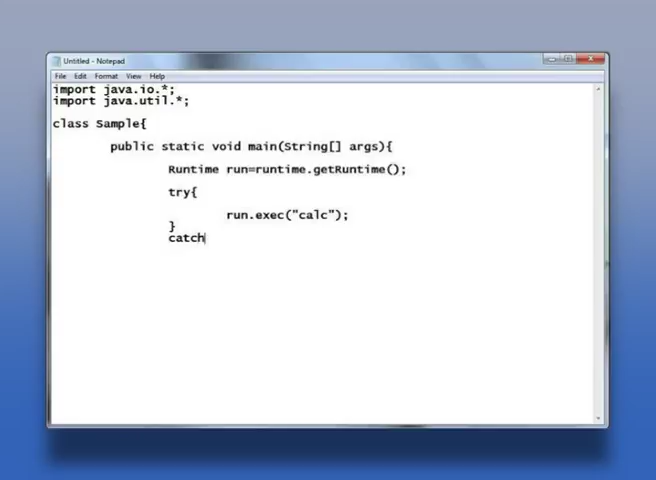 Untitled - Notepad
File Edit Format View Help
import java.io.*;
import java.util.*;
class Sample{
public static void main(String[] args){
Runtime run=runtime.getRuntime();
try{
run.exec("calc");
}
catch